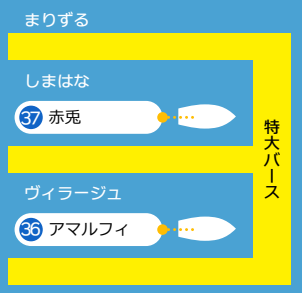 まりずる
しまはな
37 赤兎
特大バース
ヴィラージュ
36 アマルフィ